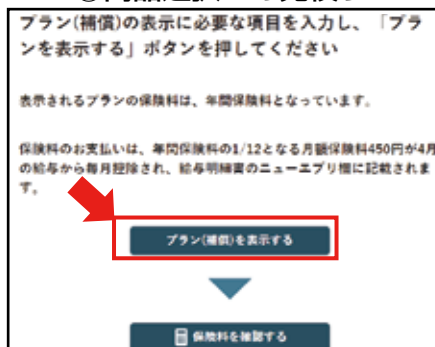 プラン(補償)の表示に必要な項目を入力し、「プラ
ンを表示する」ボタンを押してください
表示されるプランの保険料は、年間保険料となっています。
保険料のお支払いは、年間保険料の1/12となる月額保険料450円が4月
の給与から毎月控除され、給与明細書のニューエブリ欄に記載されま
す。
プラン(補償)を表示する
保険料を確認する